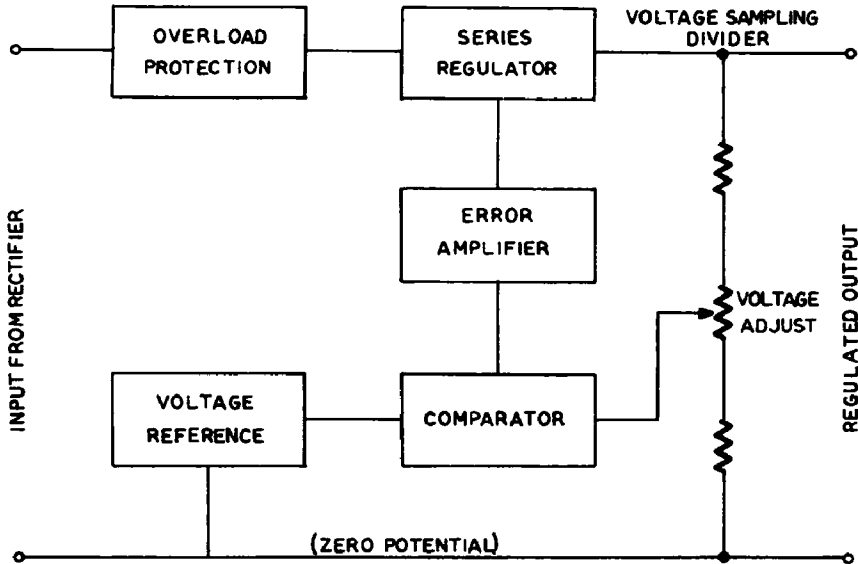 OVERLOAD
PROTECTION
SERIES
REGULATOR
VOLTAGE SAMPLING
DIVIDER
ERROR
AMPLIFIER
INPUT FROM RECTIFIER
VOLTAGE
ADJUST
REGULATED OUTPUT
VOLTAGE
REFERENCE
COMPARATOR
(ZERO POTENTIAL)